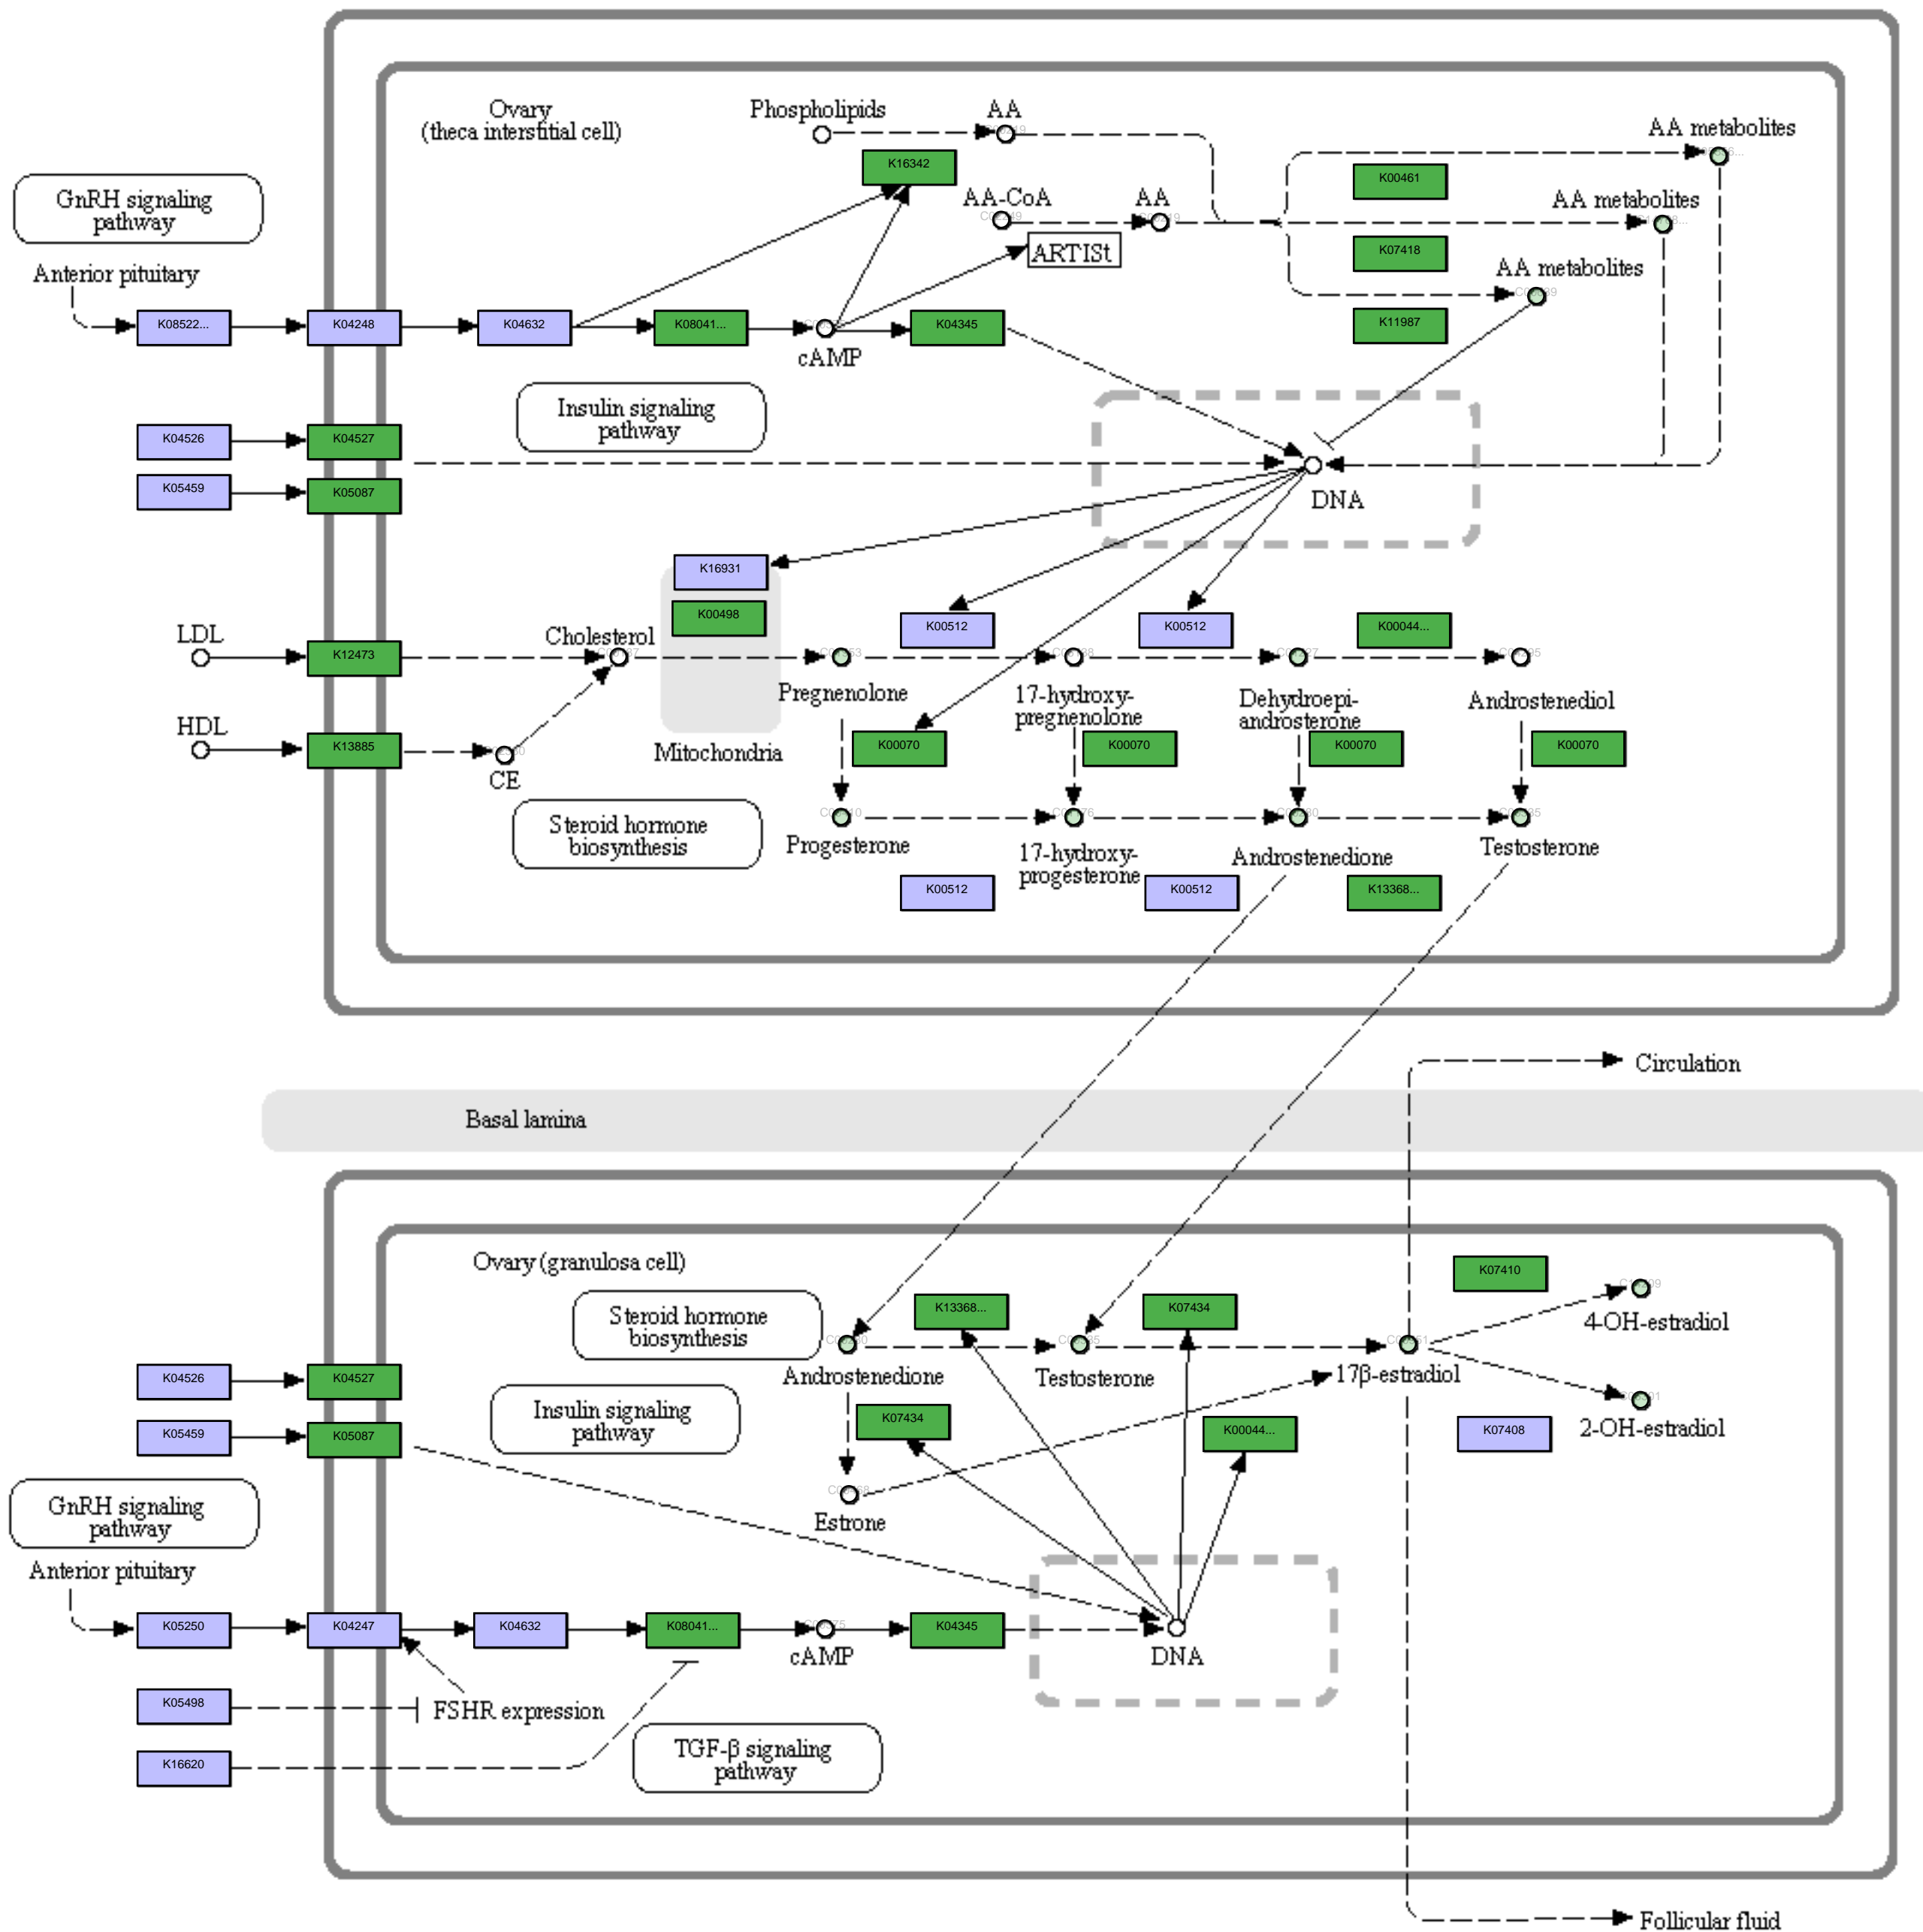 Ovary
(theca interstitial cell)
Phospholipids
AA
AA metabolites
K16342
K00461
GnRH signaling
pathway
AA-CoA
AA
AA metabolites
ARTISt
K07418
Anterior pituitary
AA metabolites
K08522...
K04248
K04632
K08041...
cAMP
K04345
K11987
Insulin signaling
pathway
K04526
K04527
K05459
K05087
DNA
K16931
K00498
K00512
K00512
K00044...
LDL
K12473
Cholesterol
Pregnenolone
17-hydroxy-
pregnenolone
Dehydroepi-
androsterone
Androstenediol
HDL
K13885
CE
Mitochondria
K00070
K00070
K00070
K00070
Steroid hormone
biosynthesis
Progesterone
17-hydroxy-
progesterone
Androstenedione
Testosterone
K00512
K00512
K13368...
Circulation
Basal lamina
Ovary (granulosa cell)
K07410
Steroid hormone
biosynthesis
K13368...
K07434
4-OH-estradiol
K04526
K04527
Androstenedione
Testosterone
17β-estradiol
Insulin signaling
pathway
K05459
K05087
K07434
K00044...
K07408
2-OH-estradiol
GnRH signaling
pathway
Estrone
Anterior pituitary
K05250
K04247
K04632
K08041...
cAMP
K04345
DNA
K05498
FSHR expression
K16620
TGF-β signaling
pathway
Follicular fluid